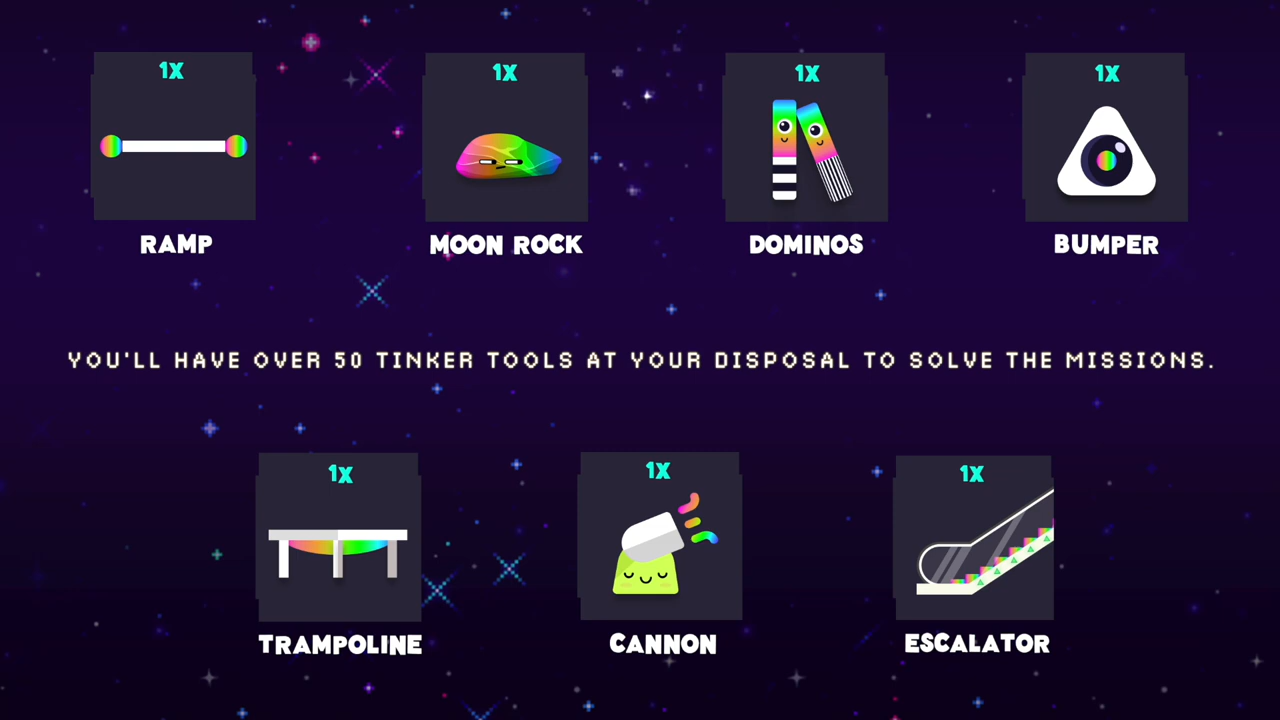 1X
1X
1X
1X
RAMP
MOON ROCK
DOMINOS
BUMPER
YOU'LL HAVE OVER 50 TINKER TOOLS AT YOUR DISPOSAL TO SOLVE THE MISSIONS.
1X
1X
1X
TRAMPOLINE
CANNON
ESCALATOR